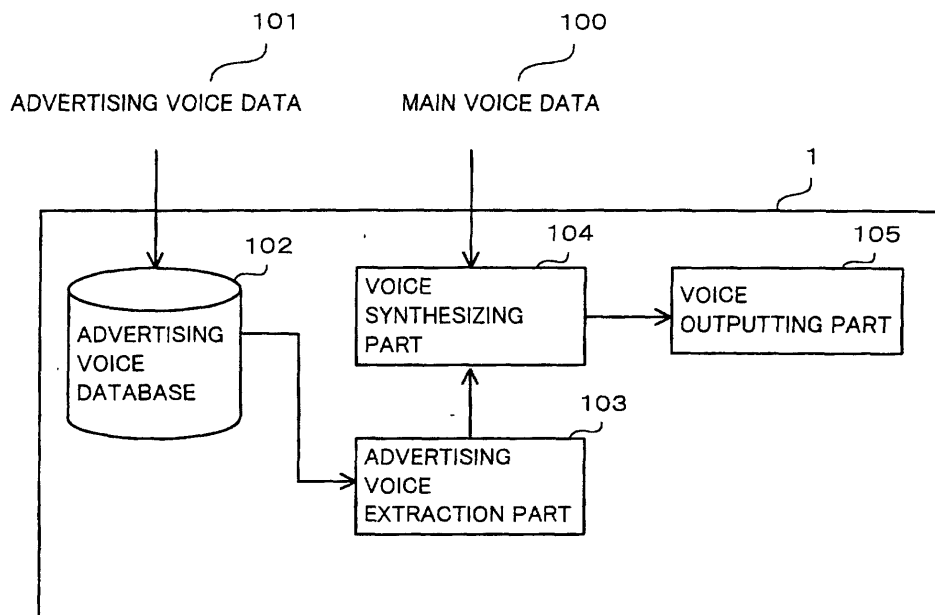 101
100
ADVERTISING VOICE DATA
MAIN VOICE DATA
1
102
ADVERTISING
VOICE
DATABASE
104
VOICE
SYNTHESIZING
PART
105
VOICE
OUTPUTTING PART
103
ADVERTISING
VOICE
EXTRACTION PART